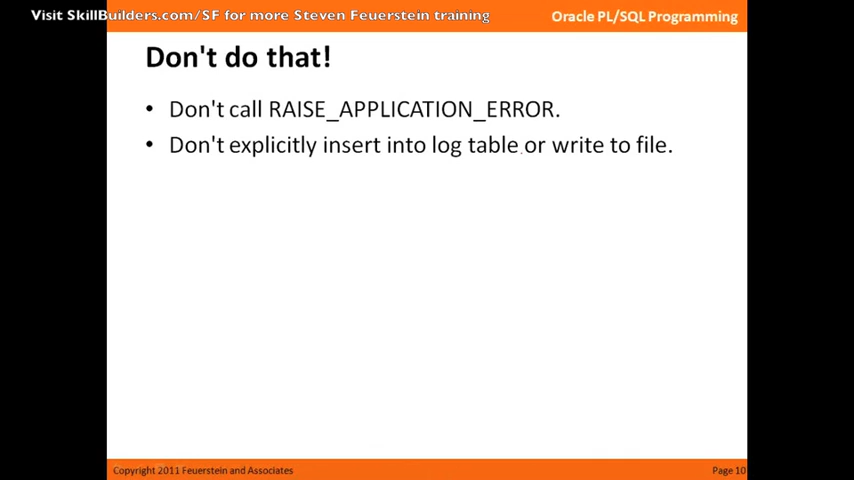 Visit SkillBuilders.com/SF for more Steven Feuerstein training
Oracle PL/SQL Programming
Don't do that!
• Don't call RAISE_APPLICATION_ERROR.
• Don't explicitly insert into log table or write to file.
Copyright 2011 Feuerstein and Associates
Page 10